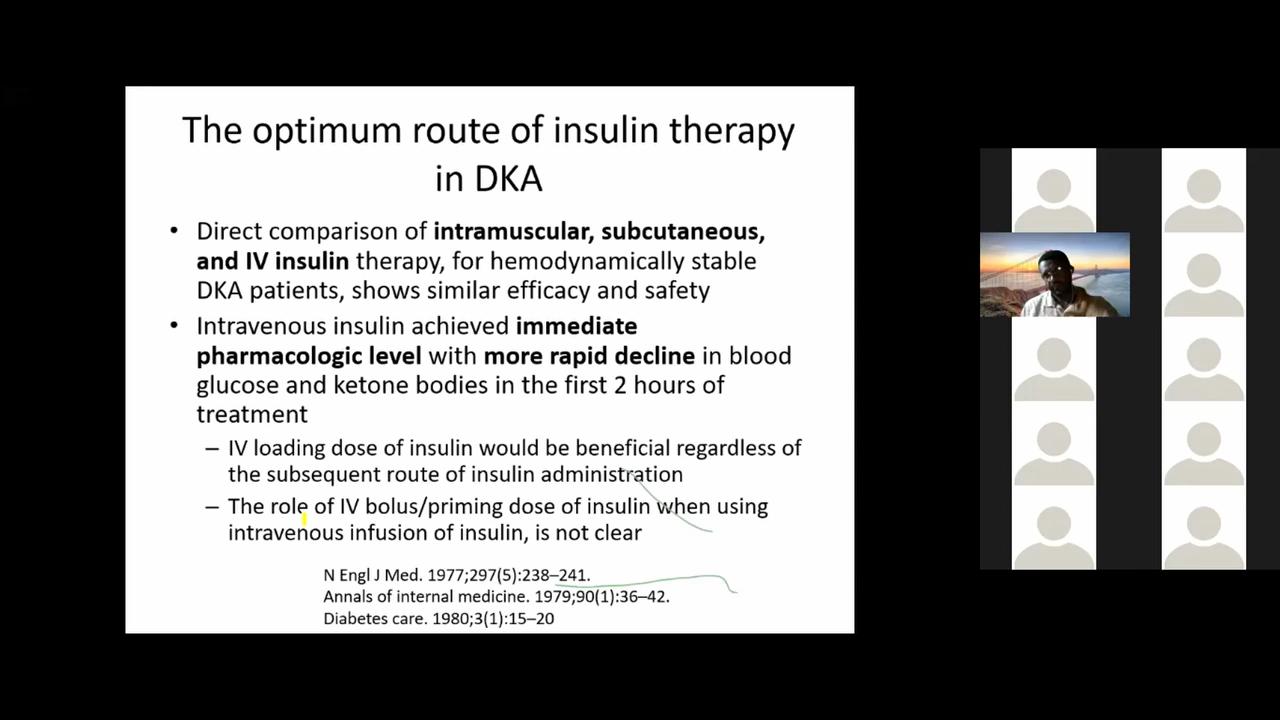 The optimum route of insulin therapy
in DKA
• Direct comparison of intramuscular, subcutaneous,
and IV insulin therapy, for hemodynamically stable
DKA patients, shows similar efficacy and safety
• Intravenous insulin achieved immediate
pharmacologic level with more rapid decline in blood
glucose and ketone bodies in the first 2 hours of
treatment
– IV loading dose of insulin would be beneficial regardless of
the subsequent route of insulin administration
– The role of IV bolus/priming dose of insulin when using
intravenous infusion of insulin, is not clear
N Engl J Med. 1977;297(5):238–241.
Annals of internal medicine. 1979;90(1):36–42.
Diabetes care. 1980;3(1):15–20